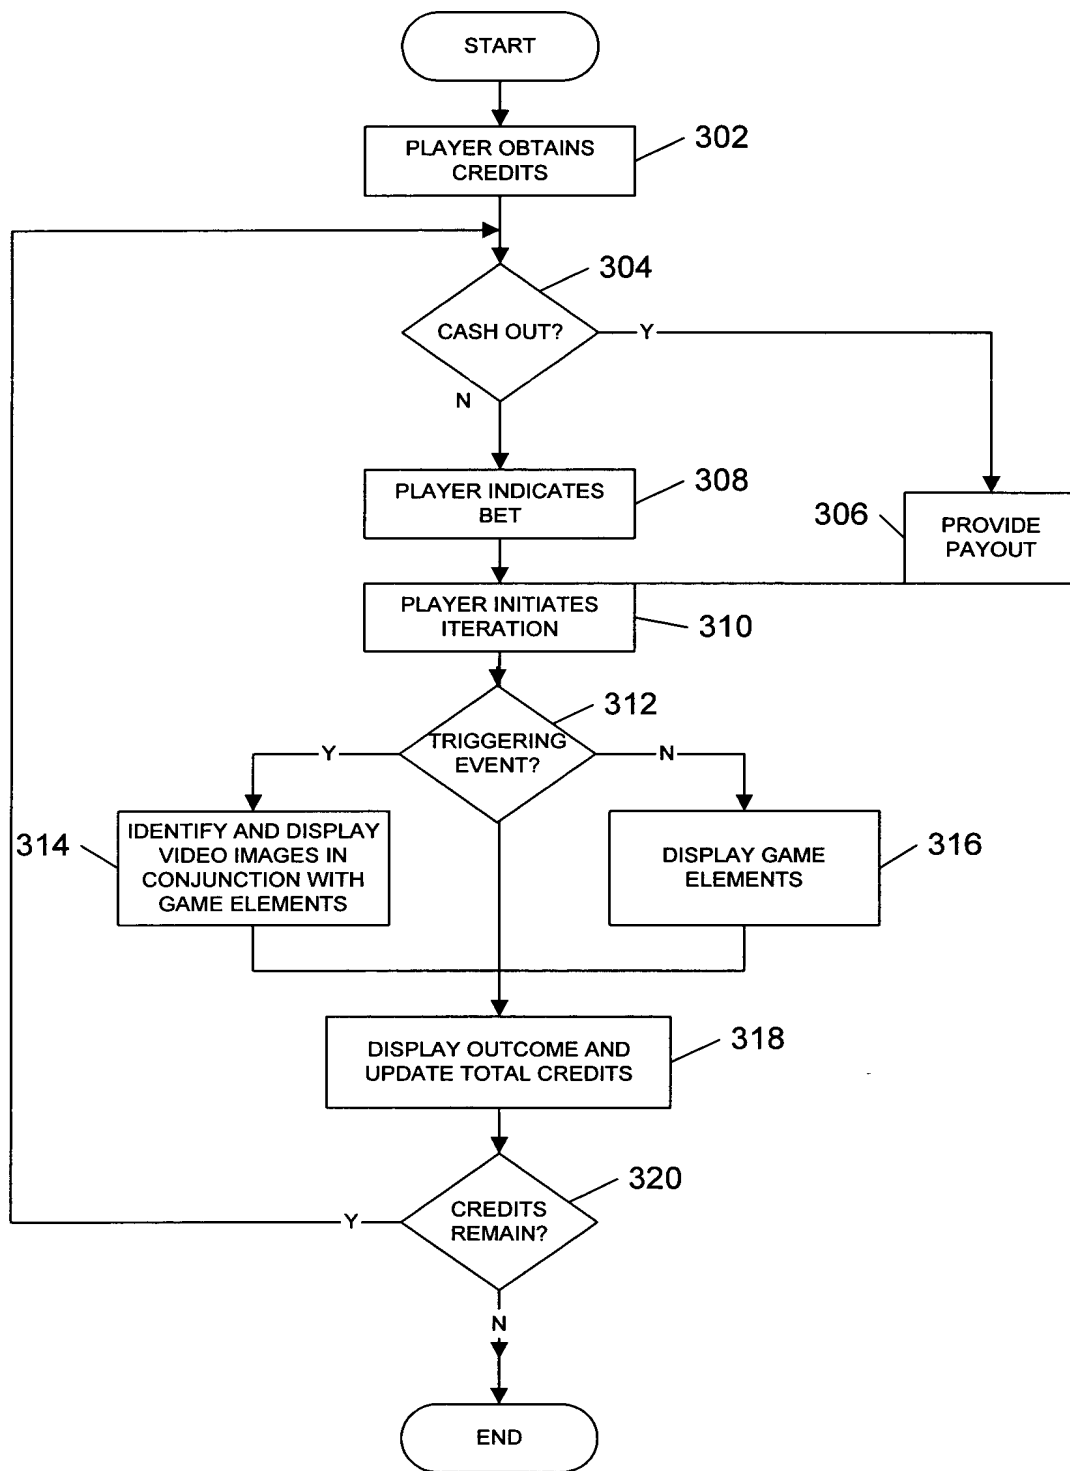 START
PLAYER OBTAINS
CREDITS
302
304
CASH OUT?
Y
N
PLAYER INDICATES
BET
308
306
PROVIDE
PAYOUT
PLAYER INITIATES
ITERATION
310
312
TRIGGERING
EVENT?
Y
N
314
IDENTIFY AND DISPLAY
VIDEO IMAGES IN
CONJUNCTION WITH
GAME ELEMENTS
DISPLAY GAME
ELEMENTS
316
DISPLAY OUTCOME AND
UPDATE TOTAL CREDITS
318
320
CREDITS
REMAIN?
Y
N
END